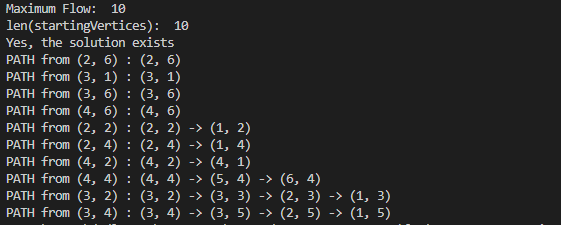 Maximum Flow:  10
len(startingVertices):  10
Yes, the solution exists
PATH from (2, 6) : (2, 6)
PATH from (3, 1) : (3, 1)
PATH from (3, 6) : (3, 6)
PATH from (4, 6) : (4, 6)
PATH from (2, 2) : (2, 2) -> (1, 2)
PATH from (2, 4) : (2, 4) -> (1, 4)
PATH from (4, 2) : (4, 2) -> (4, 1)
PATH from (4, 4) : (4, 4) -> (5, 4) -> (6, 4)
PATH from (3, 2) : (3, 2) -> (3, 3) -> (2, 3) -> (1, 3)
PATH from (3, 4) : (3, 4) -> (3, 5) -> (2, 5) -> (1, 5)